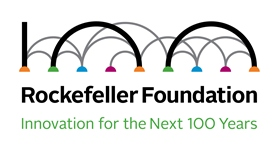 Rockefeller Foundation
Innovation for the Next 100 Years